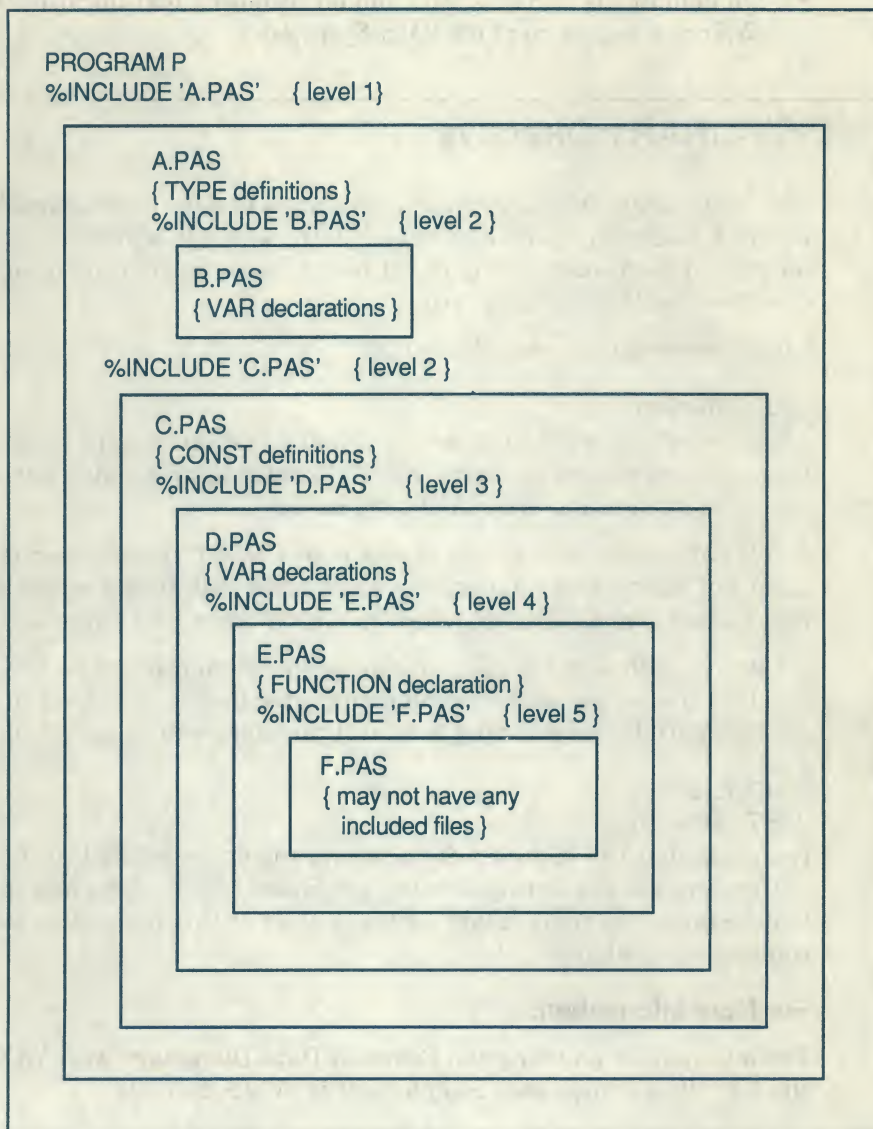 PROGRAM P
%INCLUDE 'A.PAS' { level 1}
A.PAS
{ TYPE definitions }
%INCLUDE 'B.PAS' { level 2 }
B.PAS
{ VAR declarations }
%INCLUDE 'C.PAS' { level 2 }
C.PAS
{ CONST definitions }
%INCLUDE 'D.PAS' { level 3 }
D.PAS
{ VAR declarations }
%INCLUDE 'E.PAS' { level 4 }
E.PAS
{ FUNCTION declaration }
%INCLUDE 'F.PAS' { level 5 }
F.PAS
{ may not have any
included files }